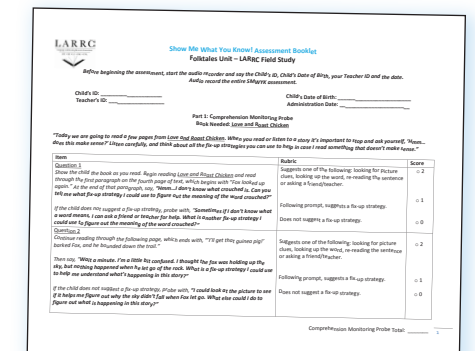 LARRC
Show Me What You Know! Assessment Booklet
Folktales Unit – LARRC Field Study
Before beginning the assessment, start the audio recorder and say the Child's ID, Child's Date of Birth, your Teacher ID and the date.
Audio record the entire SMWYK assessment.
Child's ID: ____________________ Child's Date of Birth: ____________________
Teacher's ID: __________________ Administration Date: ____________________
Part 1: Comprehension Monitoring Probe
Book Needed: Love and Roast Chicken
"Today we are going to read a few pages from Love and Roast Chicken. When you read or listen to a story it's important to stop and ask yourself, "Hmm...
does this make sense?' Listen carefully, and think about all the fix-up strategies you can use to help in case I read something that doesn't make sense."
Item Rubric Score
Question 1
Show the child the book as you read. Begin reading Love and Roast Chicken and read
through the first paragraph on the fourth page of text, which begins with "Fox looked up
again." At the end of that paragraph, say, "Hmm...I don't know what crouched is. Can you
tell me what fix-up strategy I could use to figure out the meaning of the word crouched?"
If the child does not suggest a fix-up strategy, probe with, "Sometimes if I don't know what
a word means, I can ask a friend or teacher for help. What is another fix-up strategy I
could use to figure out the meaning of the word crouched?"
Suggests one of the following: looking for Picture
clues, looking up the word, re-reading the sentence
or asking a friend/teacher.
○ 2
Following prompt, suggests a fix-up strategy.
○ 1
Does not suggest a fix-up strategy.
○ 0
Question 2
Continue reading through the following page, which ends with, "I'll get that guinea pig!"
barked Fox, and he bounded down the trail."
Then say, "Wait a minute. I'm a little bit confused. I thought the fox was holding up the
sky, but nothing happened when he let go of the rock. What is a fix-up strategy I could use
to help me understand what's happening in this story?"
If the child does not suggest a fix-up strategy, probe with, "I could look at the picture to see
if it helps me figure out why the sky didn't fall when Fox let go. What else could I do to
figure out what is happening in this story?"
Suggests one of the following: looking for picture
clues, looking up the word, re-reading the sentence
or asking a friend/teacher.
○ 2
Following prompt, suggests a fix-up strategy.
○ 1
Does not suggest a fix-up strategy.
○ 0
Comprehension Monitoring Probe Total: ______
1